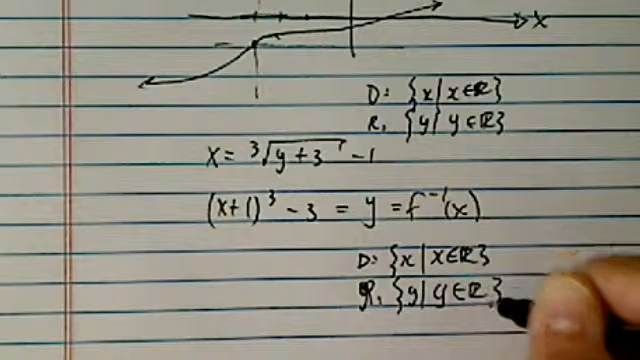 x
D: {x | x ∈ ℝ}
R: {y | y ∈ ℝ}
x = ∛(y + 3) - 1
(x+1)³ - 3 = y = f⁻¹(x)
D: {x | x ∈ ℝ}
R: {y | y ∈ ℝ}